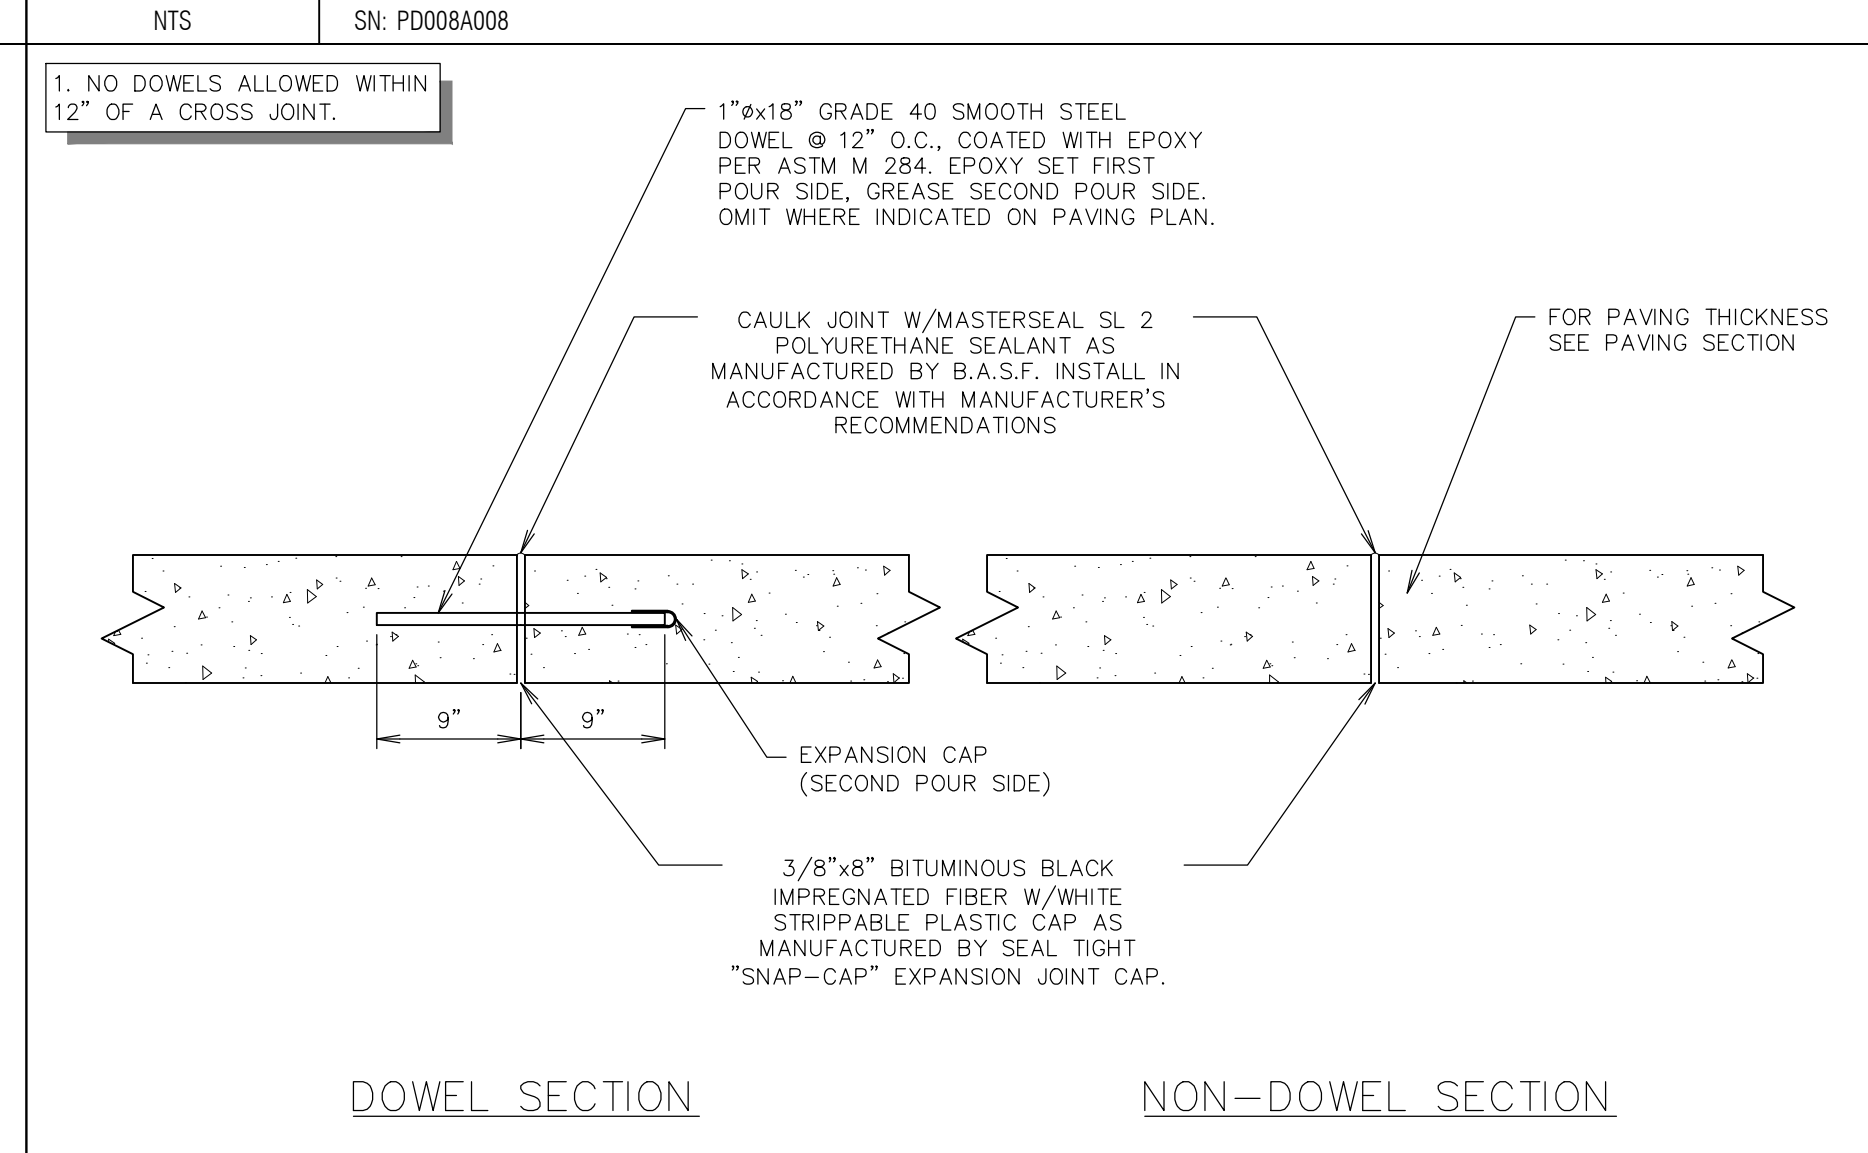 NTS
SN: PD008A008
1. NO DOWELS ALLOWED WITHIN
12" OF A CROSS JOINT.
1"øx18" GRADE 40 SMOOTH STEEL
DOWEL @ 12" O.C., COATED WITH EPOXY
PER ASTM M 284. EPOXY SET FIRST
POUR SIDE, GREASE SECOND POUR SIDE.
OMIT WHERE INDICATED ON PAVING PLAN.
CAULK JOINT W/MASTERSEAL SL 2
POLYURETHANE SEALANT AS
MANUFACTURED BY B.A.S.F. INSTALL IN
ACCORDANCE WITH MANUFACTURER'S
RECOMMENDATIONS
FOR PAVING THICKNESS
SEE PAVING SECTION
9"
9"
EXPANSION CAP
(SECOND POUR SIDE)
3/8"x8" BITUMINOUS BLACK
IMPREGNATED FIBER W/WHITE
STRIPPABLE PLASTIC CAP AS
MANUFACTURED BY SEAL TIGHT
"SNAP-CAP" EXPANSION JOINT CAP.
DOWEL SECTION
NON-DOWEL SECTION